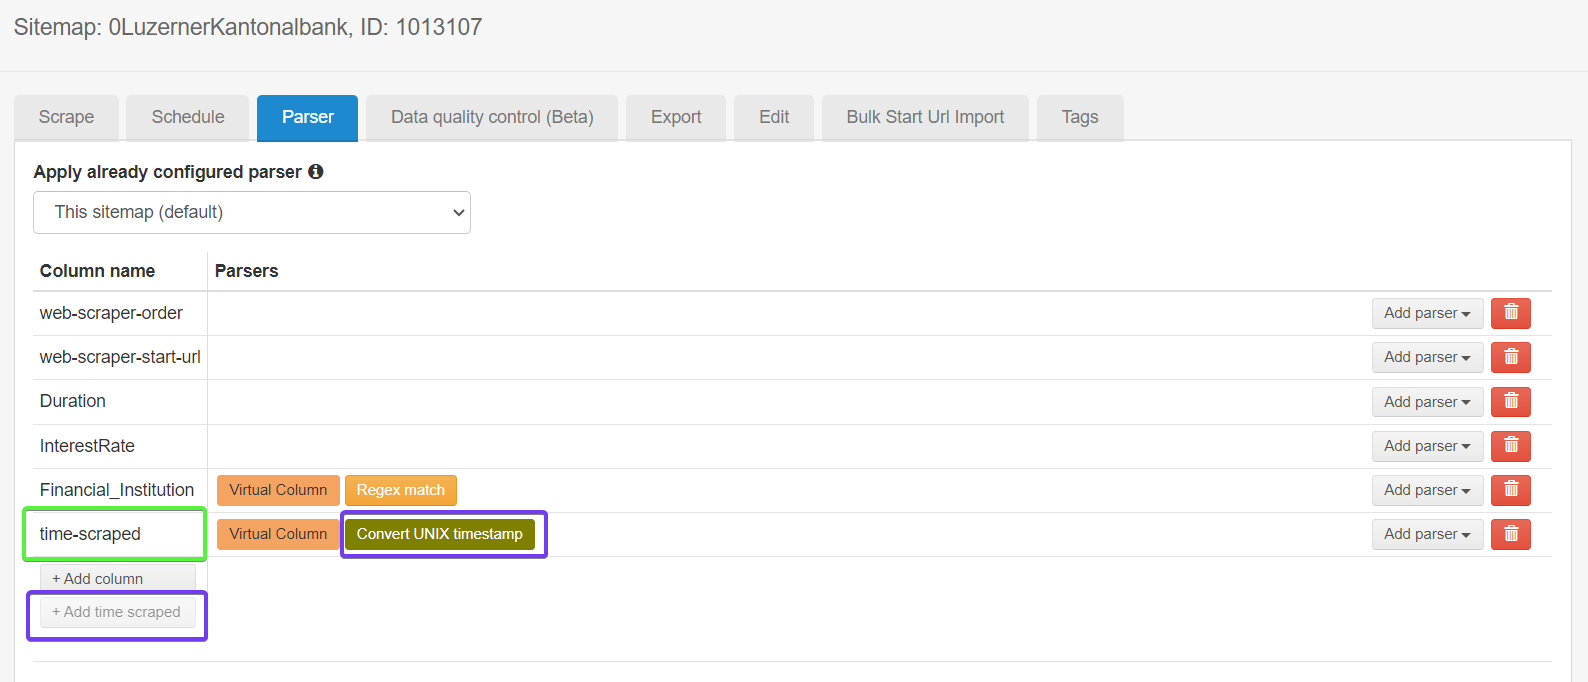 Sitemap: 0LuzernerKantonalbank, ID: 1013107
Scrape Schedule Parser Data quality control (Beta) Export Edit Bulk Start Url Import Tags
Apply already configured parser
This sitemap (default)
Column name Parsers
web-scraper-order Add parser
web-scraper-start-url Add parser
Duration Add parser
InterestRate Add parser
Financial_Institution Virtual Column Regex match Add parser
time-scraped Virtual Column Convert UNIX timestamp Add parser
+ Add column
+ Add time scraped